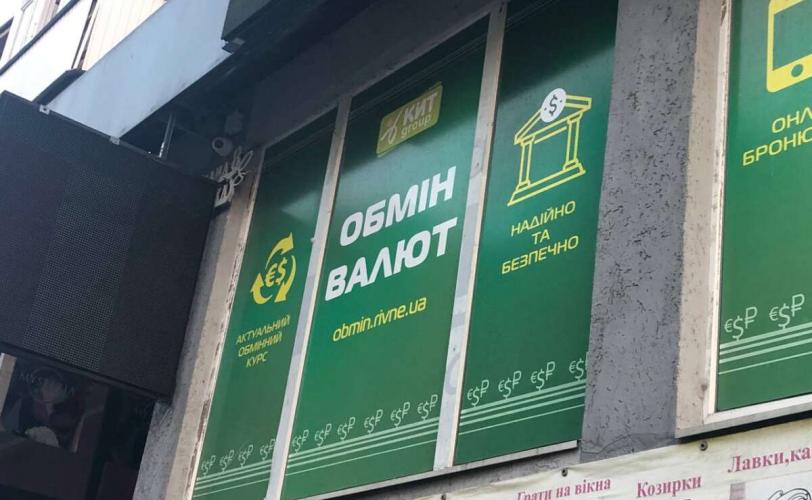 КИТ
group
ОБМІН
ВАЛЮТ
obmin.rivne.ua
€$
АКТУАЛЬНИЙ
ОБМІННИЙ
КУРС
$
НАДІЙНО
ТА
БЕЗПЕЧНО
ОНЛ
БРОНЮ
€$₽ €$₽ €$₽ €$₽ €$₽ €$₽ €$₽ €$₽ €$₽ €$₽ €$₽ €$₽
Грати на вікна
Козирки
Лавки,ка